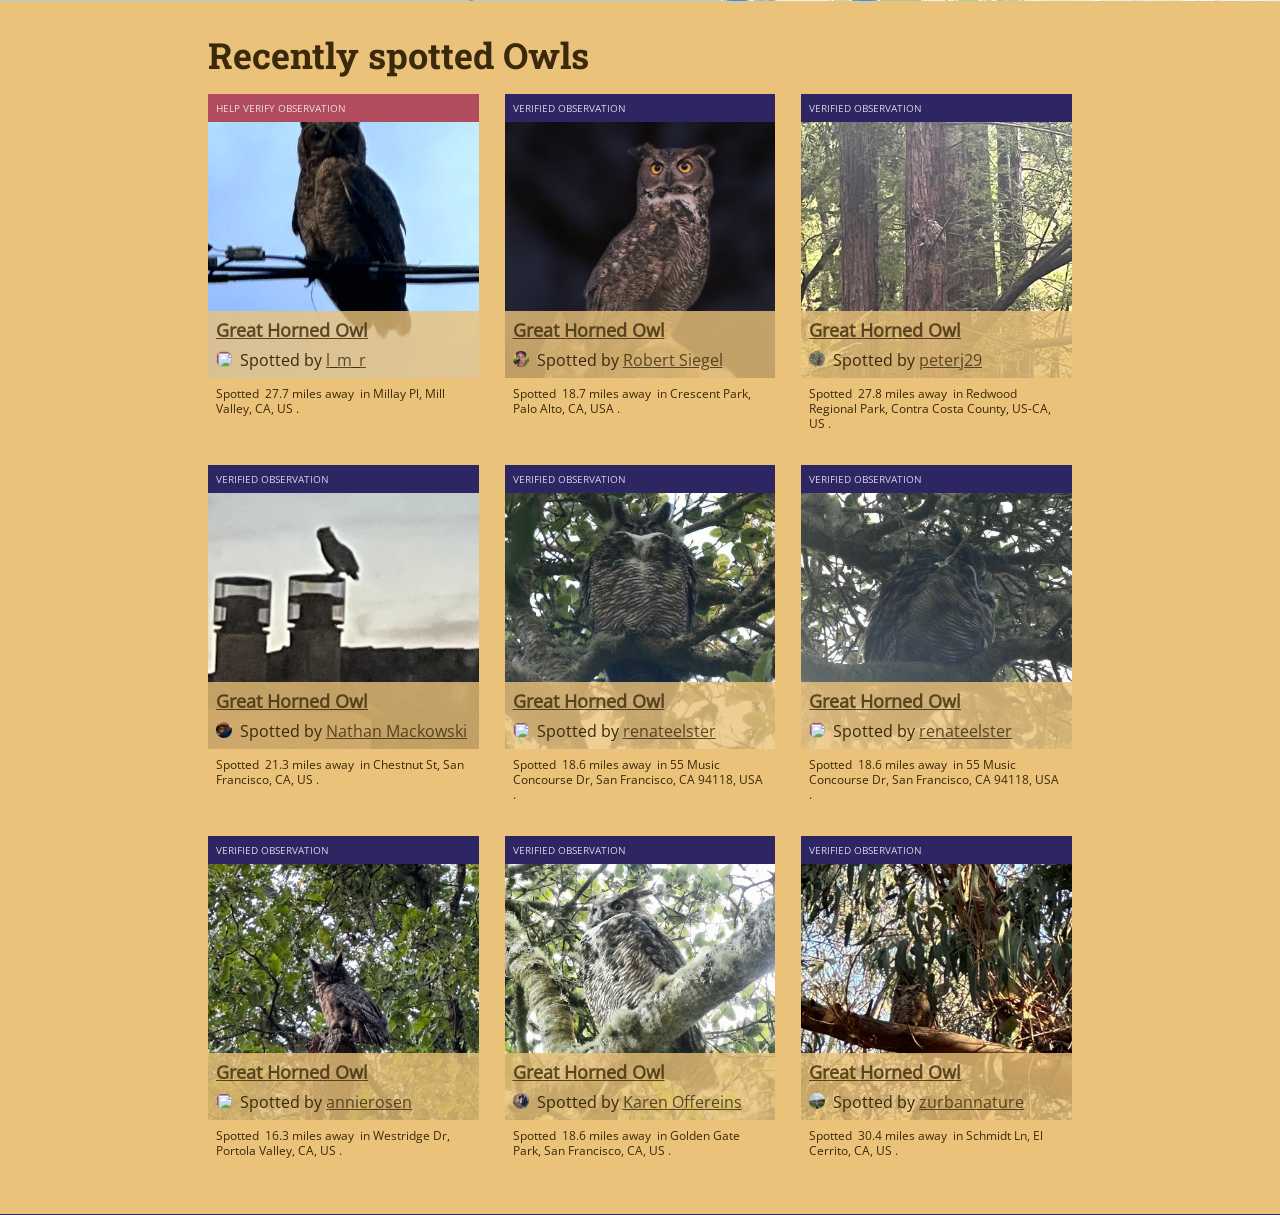 Recently spotted Owls
HELP VERIFY OBSERVATION
Great Horned Owl
Spotted by l_m_r
Spotted 27.7 miles away in Millay Pl, Mill
Valley, CA, US .
VERIFIED OBSERVATION
Great Horned Owl
Spotted by Robert Siegel
Spotted 18.7 miles away in Crescent Park,
Palo Alto, CA, USA .
VERIFIED OBSERVATION
Great Horned Owl
Spotted by peterj29
Spotted 27.8 miles away in Redwood
Regional Park, Contra Costa County, US-CA,
US .
VERIFIED OBSERVATION
Great Horned Owl
Spotted by Nathan Mackowski
Spotted 21.3 miles away in Chestnut St, San
Francisco, CA, US .
VERIFIED OBSERVATION
Great Horned Owl
Spotted by renateelster
Spotted 18.6 miles away in 55 Music
Concourse Dr, San Francisco, CA 94118, USA
.
VERIFIED OBSERVATION
Great Horned Owl
Spotted by renateelster
Spotted 18.6 miles away in 55 Music
Concourse Dr, San Francisco, CA 94118, USA
.
VERIFIED OBSERVATION
Great Horned Owl
Spotted by annierosen
Spotted 16.3 miles away in Westridge Dr,
Portola Valley, CA, US .
VERIFIED OBSERVATION
Great Horned Owl
Spotted by Karen Offereins
Spotted 18.6 miles away in Golden Gate
Park, San Francisco, CA, US .
VERIFIED OBSERVATION
Great Horned Owl
Spotted by zurbannature
Spotted 30.4 miles away in Schmidt Ln, El
Cerrito, CA, US .